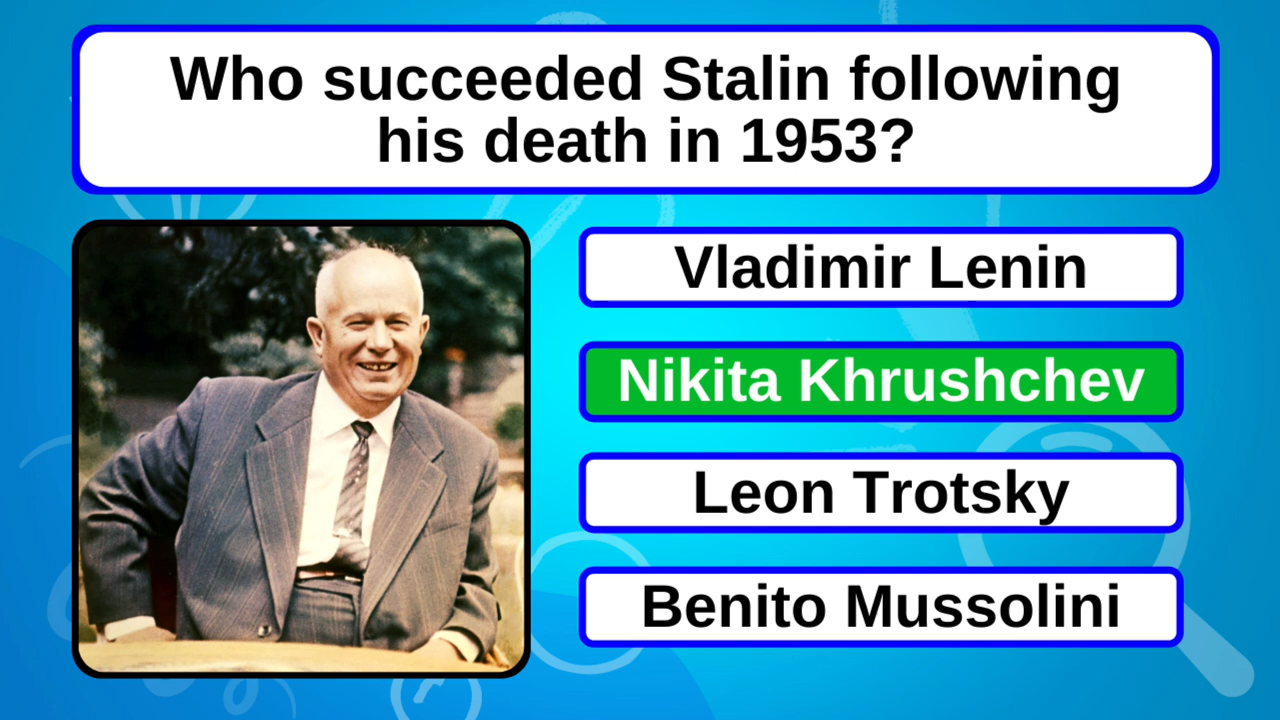 Who succeeded Stalin following
his death in 1953?
Vladimir Lenin
Nikita Khrushchev
Leon Trotsky
Benito Mussolini